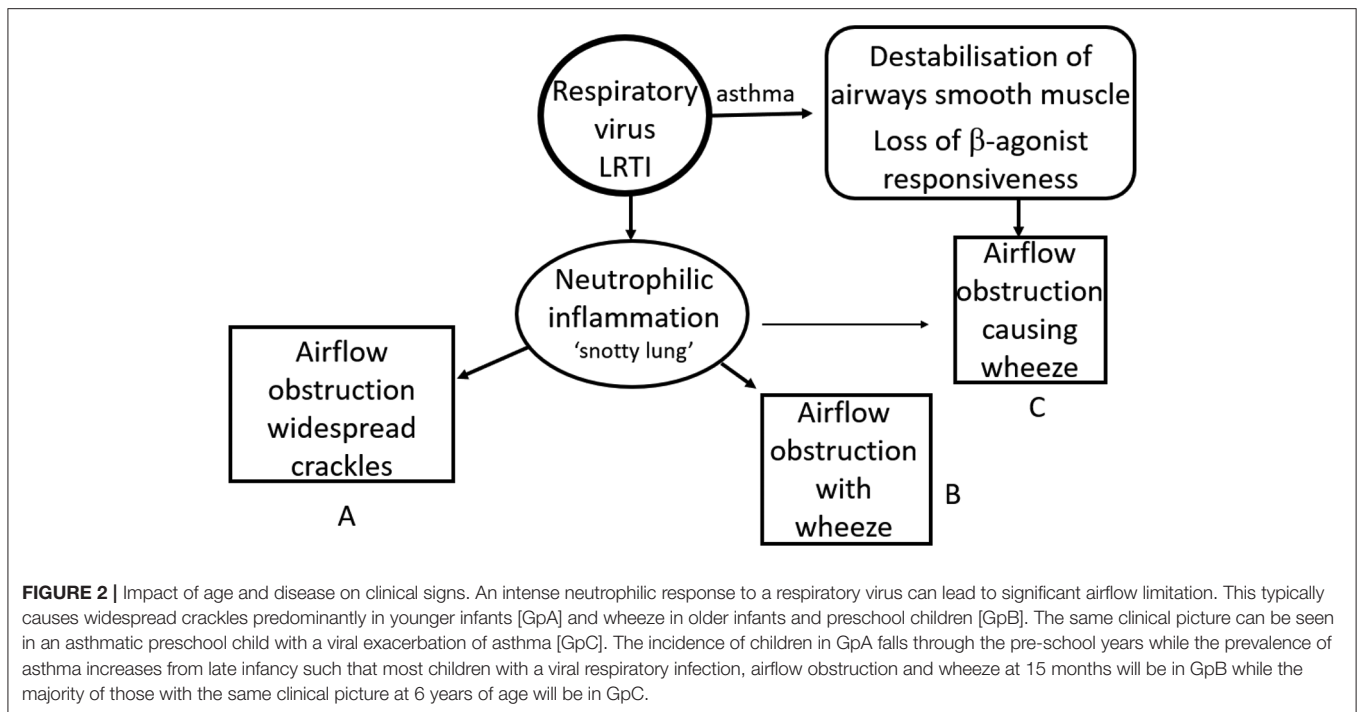 Respiratory
virus
LRTI
asthma
Destabilisation of
airways smooth muscle
Loss of β-agonist
responsiveness
Neutrophilic
inflammation
‘snotty lung’
Airflow
obstruction
causing
wheeze
C
Airflow
obstruction
widespread
crackles
A
Airflow
obstruction
with
wheeze
B
FIGURE 2 | Impact of age and disease on clinical signs. An intense neutrophilic response to a respiratory virus can lead to significant airflow limitation. This typically
causes widespread crackles predominantly in younger infants [GpA] and wheeze in older infants and preschool children [GpB]. The same clinical picture can be seen
in an asthmatic preschool child with a viral exacerbation of asthma [GpC]. The incidence of children in GpA falls through the pre-school years while the prevalence of
asthma increases from late infancy such that most children with a viral respiratory infection, airflow obstruction and wheeze at 15 months will be in GpB while the
majority of those with the same clinical picture at 6 years of age will be in GpC.